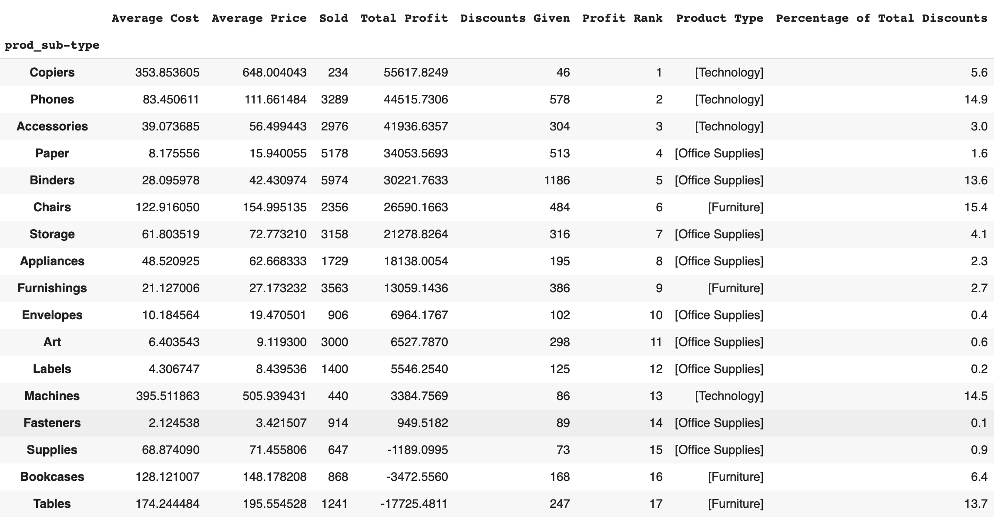 Average Cost Average Price Sold Total Profit Discounts Given Profit Rank Product Type Percentage of Total Discounts
prod_sub-type
Copiers 353.853605 648.004043 234 55617.8249 46 1 [Technology] 5.6
Phones 83.450611 111.661484 3289 44515.7306 578 2 [Technology] 14.9
Accessories 39.073685 56.499443 2976 41936.6357 304 3 [Technology] 3.0
Paper 8.175556 15.940055 5178 34053.5693 513 4 [Office Supplies] 1.6
Binders 28.095978 42.430974 5974 30221.7633 1186 5 [Office Supplies] 13.6
Chairs 122.916050 154.995135 2356 26590.1663 484 6 [Furniture] 15.4
Storage 61.803519 72.773210 3158 21278.8264 316 7 [Office Supplies] 4.1
Appliances 48.520925 62.668333 1729 18138.0054 195 8 [Office Supplies] 2.3
Furnishings 21.127006 27.173232 3563 13059.1436 386 9 [Furniture] 2.7
Envelopes 10.184564 19.470501 906 6964.1767 102 10 [Office Supplies] 0.4
Art 6.403543 9.119300 3000 6527.7870 298 11 [Office Supplies] 0.6
Labels 4.306747 8.439536 1400 5546.2540 125 12 [Office Supplies] 0.2
Machines 395.511863 505.939431 440 3384.7569 86 13 [Technology] 14.5
Fasteners 2.124538 3.421507 914 949.5182 89 14 [Office Supplies] 0.1
Supplies 68.874090 71.455806 647 -1189.0995 73 15 [Office Supplies] 0.9
Bookcases 128.121007 148.178208 868 -3472.5560 168 16 [Furniture] 6.4
Tables 174.244484 195.554528 1241 -17725.4811 247 17 [Furniture] 13.7